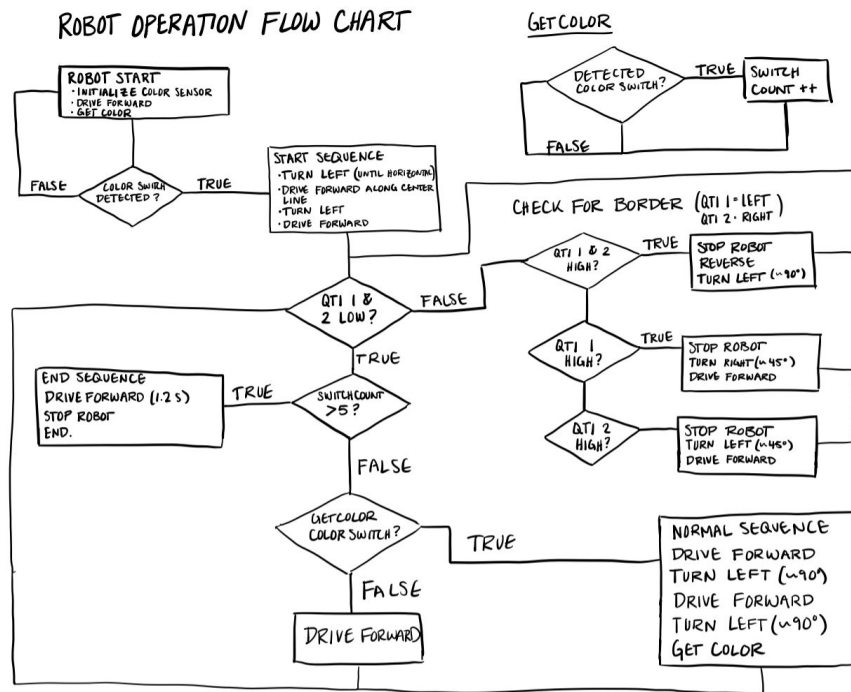 ROBOT OPERATION FLOW CHART
GET COLOR
ROBOT START
• INITIALIZE COLOR SENSOR
• DRIVE FORWARD
• GET COLOR
COLOR SWITCH
DETECTED?
FALSE
TRUE
START SEQUENCE
• TURN LEFT (UNTIL HORIZONTAL)
• DRIVE FORWARD ALONG CENTER
LINE
• TURN LEFT
• DRIVE FORWARD
DETECTED
COLOR SWITCH?
TRUE
SWITCH
COUNT ++
FALSE
CHECK FOR BORDER (QTI 1 = LEFT
QTI 2 = RIGHT)
QTI 1 & 2
HIGH?
TRUE
STOP ROBOT
REVERSE
TURN LEFT (~90°)
QTI 1 &
2 LOW?
FALSE
TRUE
QTI 1
HIGH?
TRUE
STOP ROBOT
TURN RIGHT (~45°)
DRIVE FORWARD
END SEQUENCE
DRIVE FORWARD (1.2 S)
STOP ROBOT
END.
TRUE
SWITCHCOUNT
>5?
FALSE
QTI 2
HIGH?
STOP ROBOT
TURN LEFT (~45°)
DRIVE FORWARD
GETCOLOR
COLOR SWITCH?
TRUE
FALSE
DRIVE FORWARD
NORMAL SEQUENCE
DRIVE FORWARD
TURN LEFT (~90°)
DRIVE FORWARD
TURN LEFT (~90°)
GET COLOR